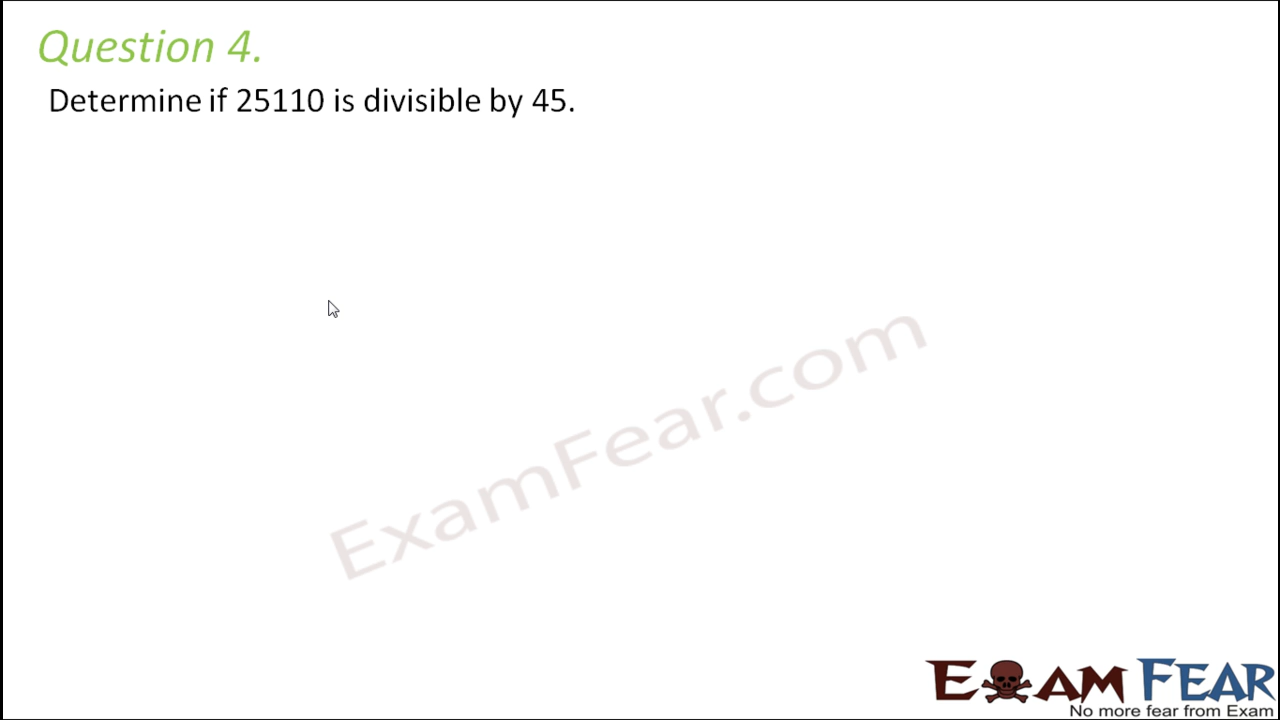 Question 4.
Determine if 25110 is divisible by 45.
ExamFear.com
EXAM FEAR
No more fear from Exam